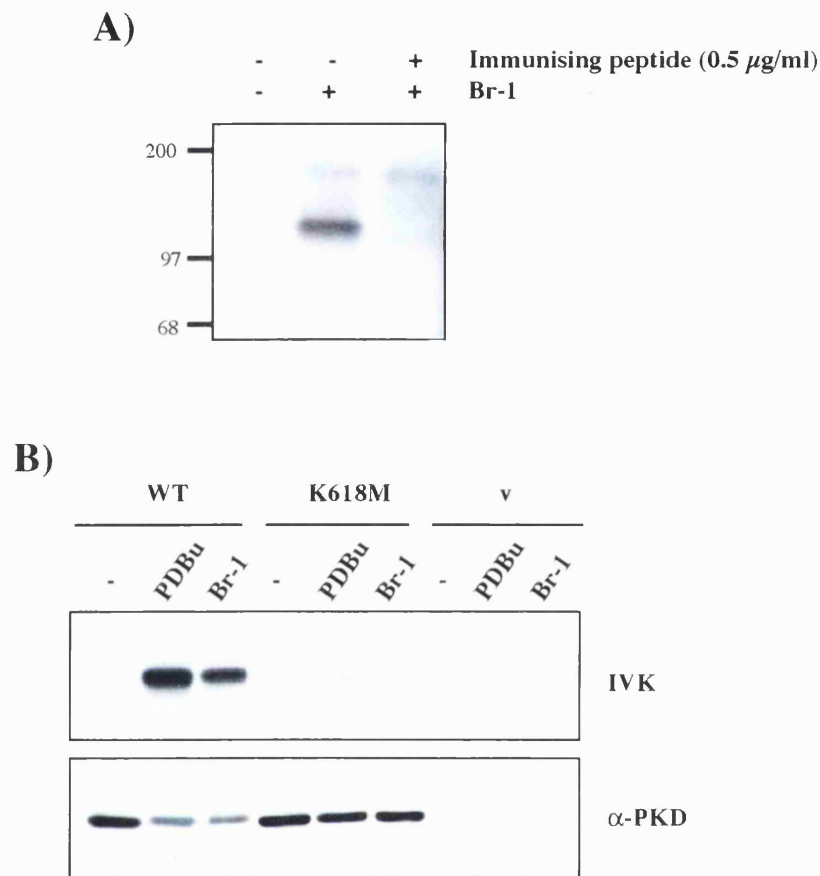 A)
- - + Immunising peptide (0.5 μg/ml)
- + + Br-1
200
97
68
B)
WT K618M v
- PDBu Br-1 - PDBu Br-1 - PDBu Br-1
IVK
α-PKD